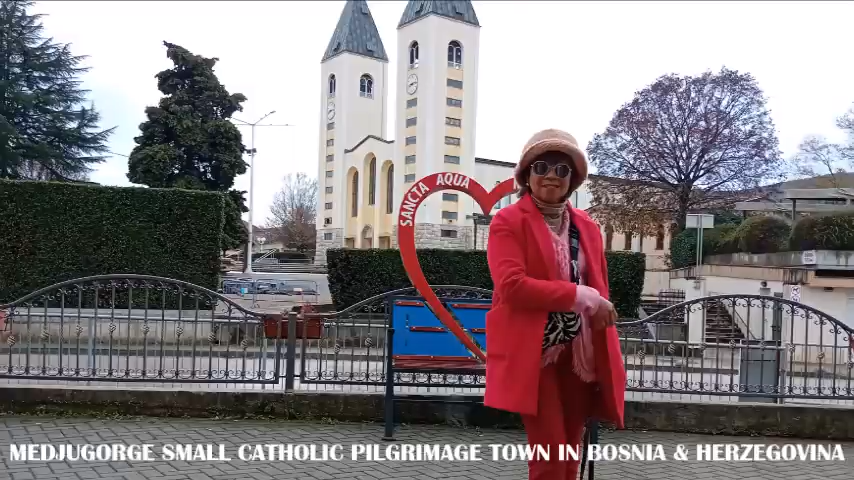 SANCTA AQUA
MEDJUGORGE SMALL CATHOLIC PILGRIMAGE TOWN IN BOSNIA & HERZEGOVINA